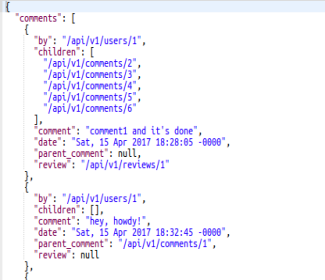 {
"comments": [
{
"by": "/api/v1/users/1",
"children": [
"/api/v1/comments/2",
"/api/v1/comments/3",
"/api/v1/comments/4",
"/api/v1/comments/5",
"/api/v1/comments/6"
],
"comment": "comment1 and it's done",
"date": "Sat, 15 Apr 2017 18:28:05 -0000",
"parent_comment": null,
"review": "/api/v1/reviews/1"
},
{
"by": "/api/v1/users/1",
"children": [],
"comment": "hey, howdy!",
"date": "Sat, 15 Apr 2017 18:32:45 -0000",
"parent_comment": "/api/v1/comments/1",
"review": null
},
{